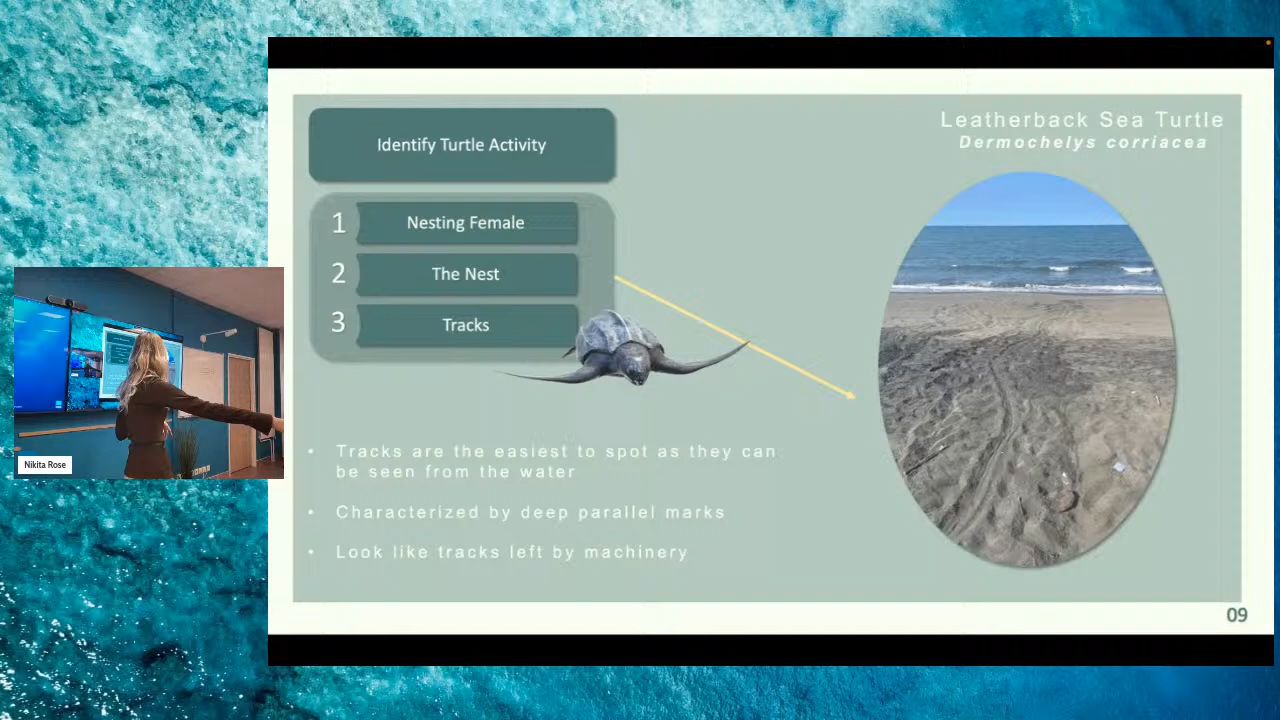 Identify Turtle Activity
Leatherback Sea Turtle
Dermochelys corriacea
1 Nesting Female
2 The Nest
3 Tracks
• Tracks are the easiest to spot as they can
be seen from the water
• Characterized by deep parallel marks
• Look like tracks left by machinery
Nikita Rose
09